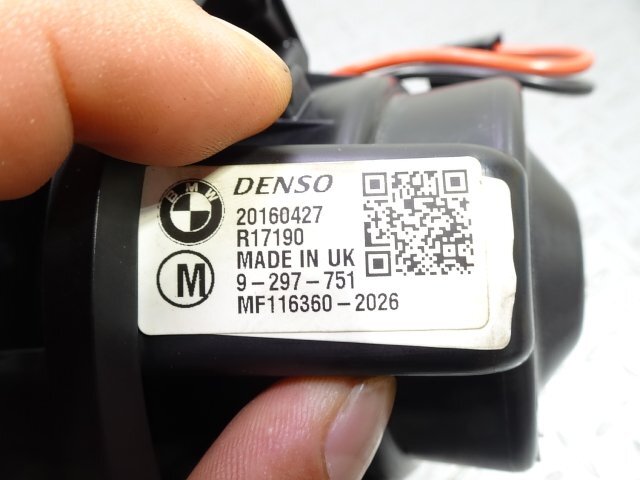 BMW
DENSO
20160427
R17190
MADE IN UK
M
9-297-751
MF116360-2026